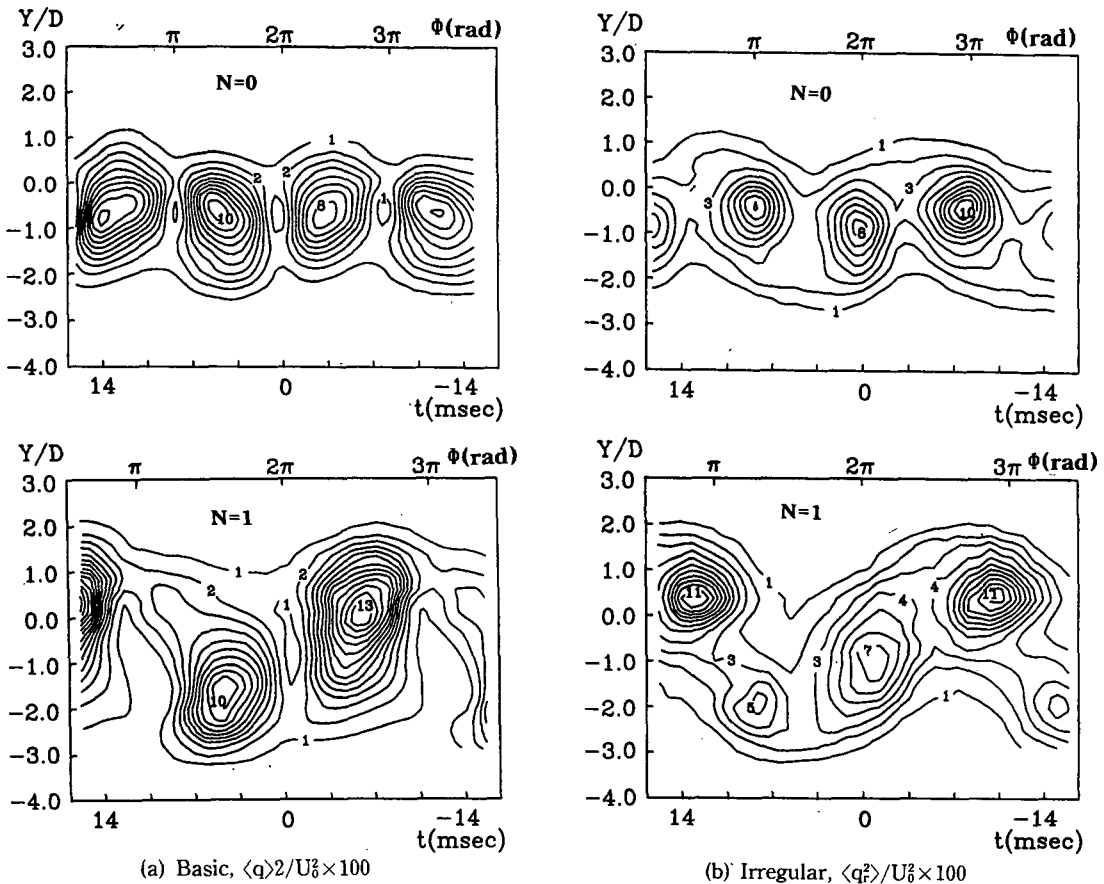 Y/D π 2π 3π Φ(rad)
3.0
2.0
1.0
0.0
-1.0
-2.0
-3.0
-4.0
N=0
1
2 2
10 8 1
14 0 -14
t(msec)
Y/D π 2π 3π Φ(rad)
3.0
2.0
1.0
0.0
-1.0
-2.0
-3.0
-4.0
N=0
1
3 3
10
8
1
14 0 -14
t(msec)
Y/D π 2π 3π Φ(rad)
3.0
2.0
1.0
0.0
-1.0
-2.0
-3.0
-4.0
N=1
1 2
2
1 13
10
1
14 0 -14
t(msec)
Y/D π 2π 3π Φ(rad)
3.0
2.0
1.0
0.0
-1.0
-2.0
-3.0
-4.0
N=1
1 4
11 4 11
3 3 7
5 1
14 0 -14
t(msec)
(a) Basic, ⟨q⟩2/U₀²×100
(b) Irregular, ⟨qᵣ²⟩/U₀²×100